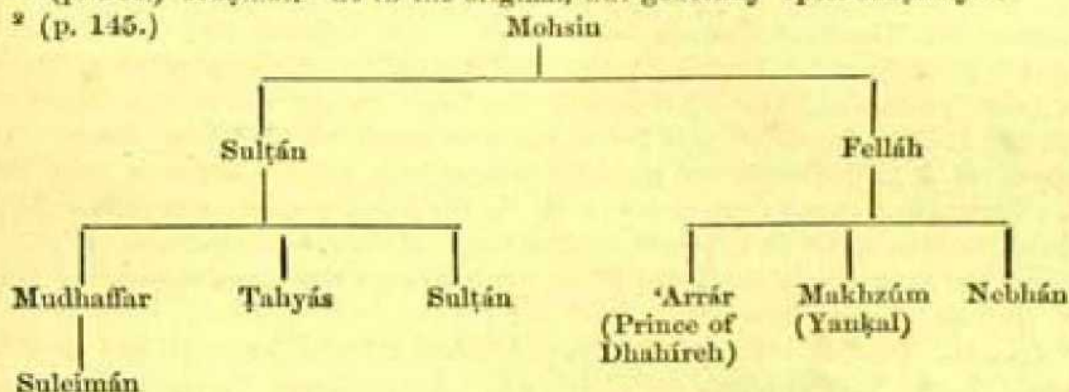 ² (p. 145.) Mohsin
Sulṭán Felláh
Mudhaffar Ṭahyás Sulṭán ‘Arrár Makhzúm Nebhán
(Prince of (Yanḳal)
Dhahíreh)
Suleimán